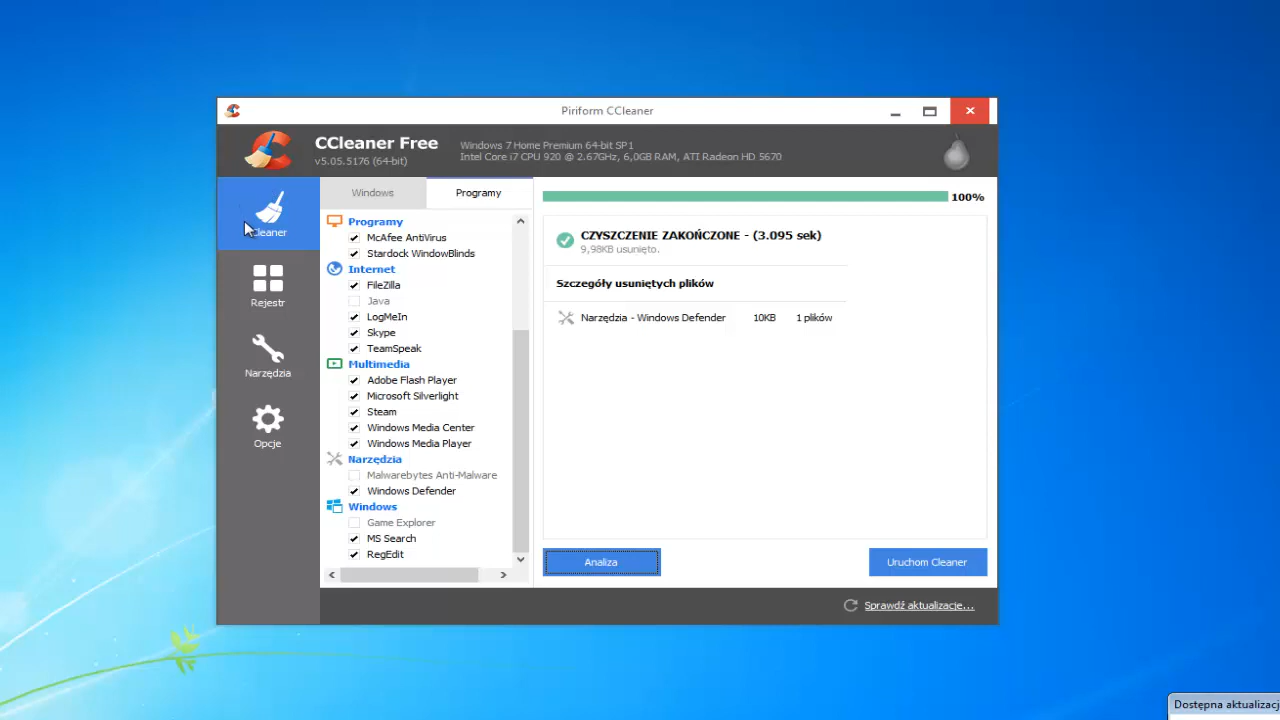 Piriform CCleaner
CCleaner Free
v5.05.5176 (64-bit)
Windows 7 Home Premium 64-bit SP1
Intel Core i7 CPU 920 @ 2.67GHz, 6,0GB RAM, ATI Radeon HD 5670
Cleaner
Rejestr
Narzędzia
Opcje
Windows
Programy
Programy
McAfee AntiVirus
Stardock WindowBlinds
Internet
FileZilla
Java
LogMeIn
Skype
TeamSpeak
Multimedia
Adobe Flash Player
Microsoft Silverlight
Steam
Windows Media Center
Windows Media Player
Narzędzia
Malwarebytes Anti-Malware
Windows Defender
Windows
Game Explorer
MS Search
RegEdit
100%
CZYSZCZENIE ZAKOŃCZONE - (3.095 sek)
9,98KB usunięto.
Szczegóły usuniętych plików
Narzędzia - Windows Defender 10KB 1 plików
Analiza
Uruchom Cleaner
Sprawdź aktualizacje...
Dostępna aktualizacj